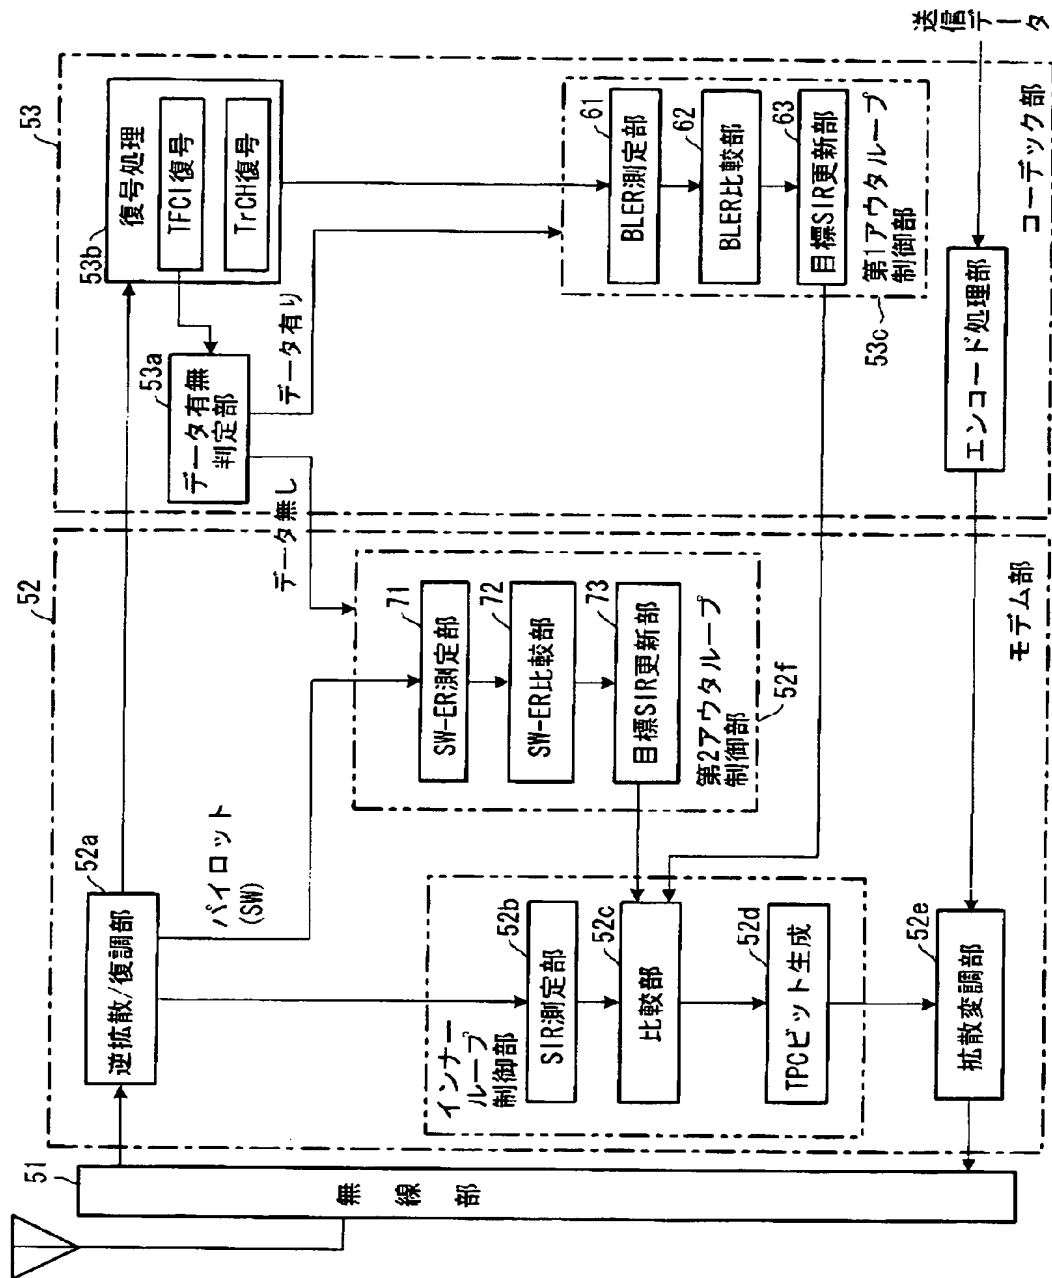 51
無線部
52
52a
逆拡散/復調部
パイロット
(SW)
インナー
ループ
制御部
52b
SIR測定部
52c
比較部
52d
TPCビット生成
52e
拡散変調部
71
SW-ER測定部
72
SW-ER比較部
73
目標SIR更新部
第2アウタループ
制御部
52f
モデム部
53
53b
復号処理
TFCI復号
TrCH復号
53a
データ有無
判定部
データ無し
データ有り
61
BLER測定部
62
BLER比較部
63
目標SIR更新部
第1アウタループ
制御部
53c
エンコード処理部
コーデック部
送信データ